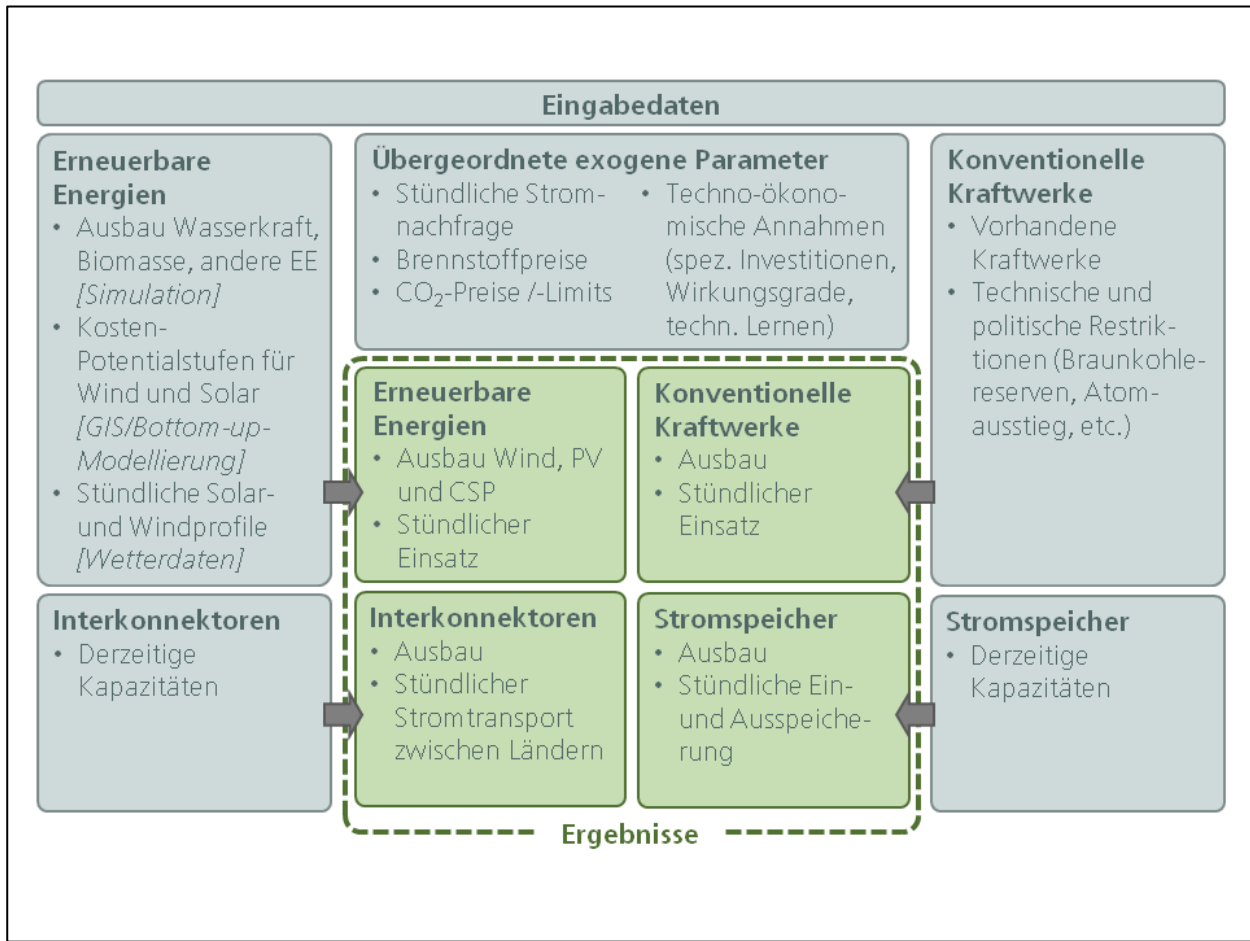 Eingabedaten
Erneuerbare
Energien
• Ausbau Wasserkraft,
Biomasse, andere EE
[Simulation]
• Kosten-
Potentialstufen für
Wind und Solar
[GIS/Bottom-up-
Modellierung]
• Stündliche Solar-
und Windprofile
[Wetterdaten]
Übergeordnete exogene Parameter
• Stündliche Strom-
nachfrage
• Brennstoffpreise
• CO₂-Preise /-Limits
• Techno-ökono-
mische Annahmen
(spez. Investitionen,
Wirkungsgrade,
techn. Lernen)
Konventionelle
Kraftwerke
• Vorhandene
Kraftwerke
• Technische und
politische Restrik-
tionen (Braunkohle-
reserven, Atom-
ausstieg, etc.)
Erneuerbare
Energien
• Ausbau Wind, PV
und CSP
• Stündlicher
Einsatz
Konventionelle
Kraftwerke
• Ausbau
• Stündlicher
Einsatz
Interkonnektoren
• Derzeitige
Kapazitäten
Interkonnektoren
• Ausbau
• Stündlicher
Stromtransport
zwischen Ländern
Stromspeicher
• Ausbau
• Stündliche Ein-
und Ausspeiche-
rung
Stromspeicher
• Derzeitige
Kapazitäten
Ergebnisse